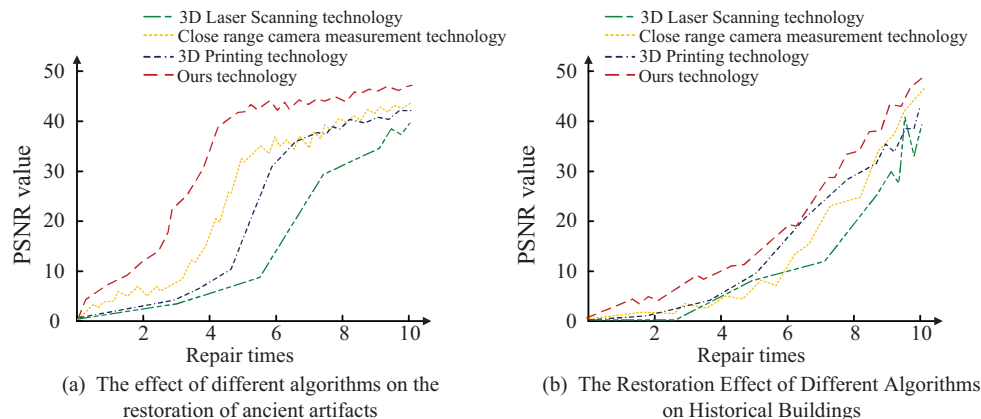 3D Laser Scanning technology
Close range camera measurement technology
3D Printing technology
Ours technology
PSNR value
50
40
30
20
10
0
2
4
6
8
10
Repair times
(a) The effect of different algorithms on the
restoration of ancient artifacts
3D Laser Scanning technology
Close range camera measurement technology
3D Printing technology
Ours technology
PSNR value
50
40
30
20
10
0
2
4
6
8
10
Repair times
(b) The Restoration Effect of Different Algorithms
on Historical Buildings